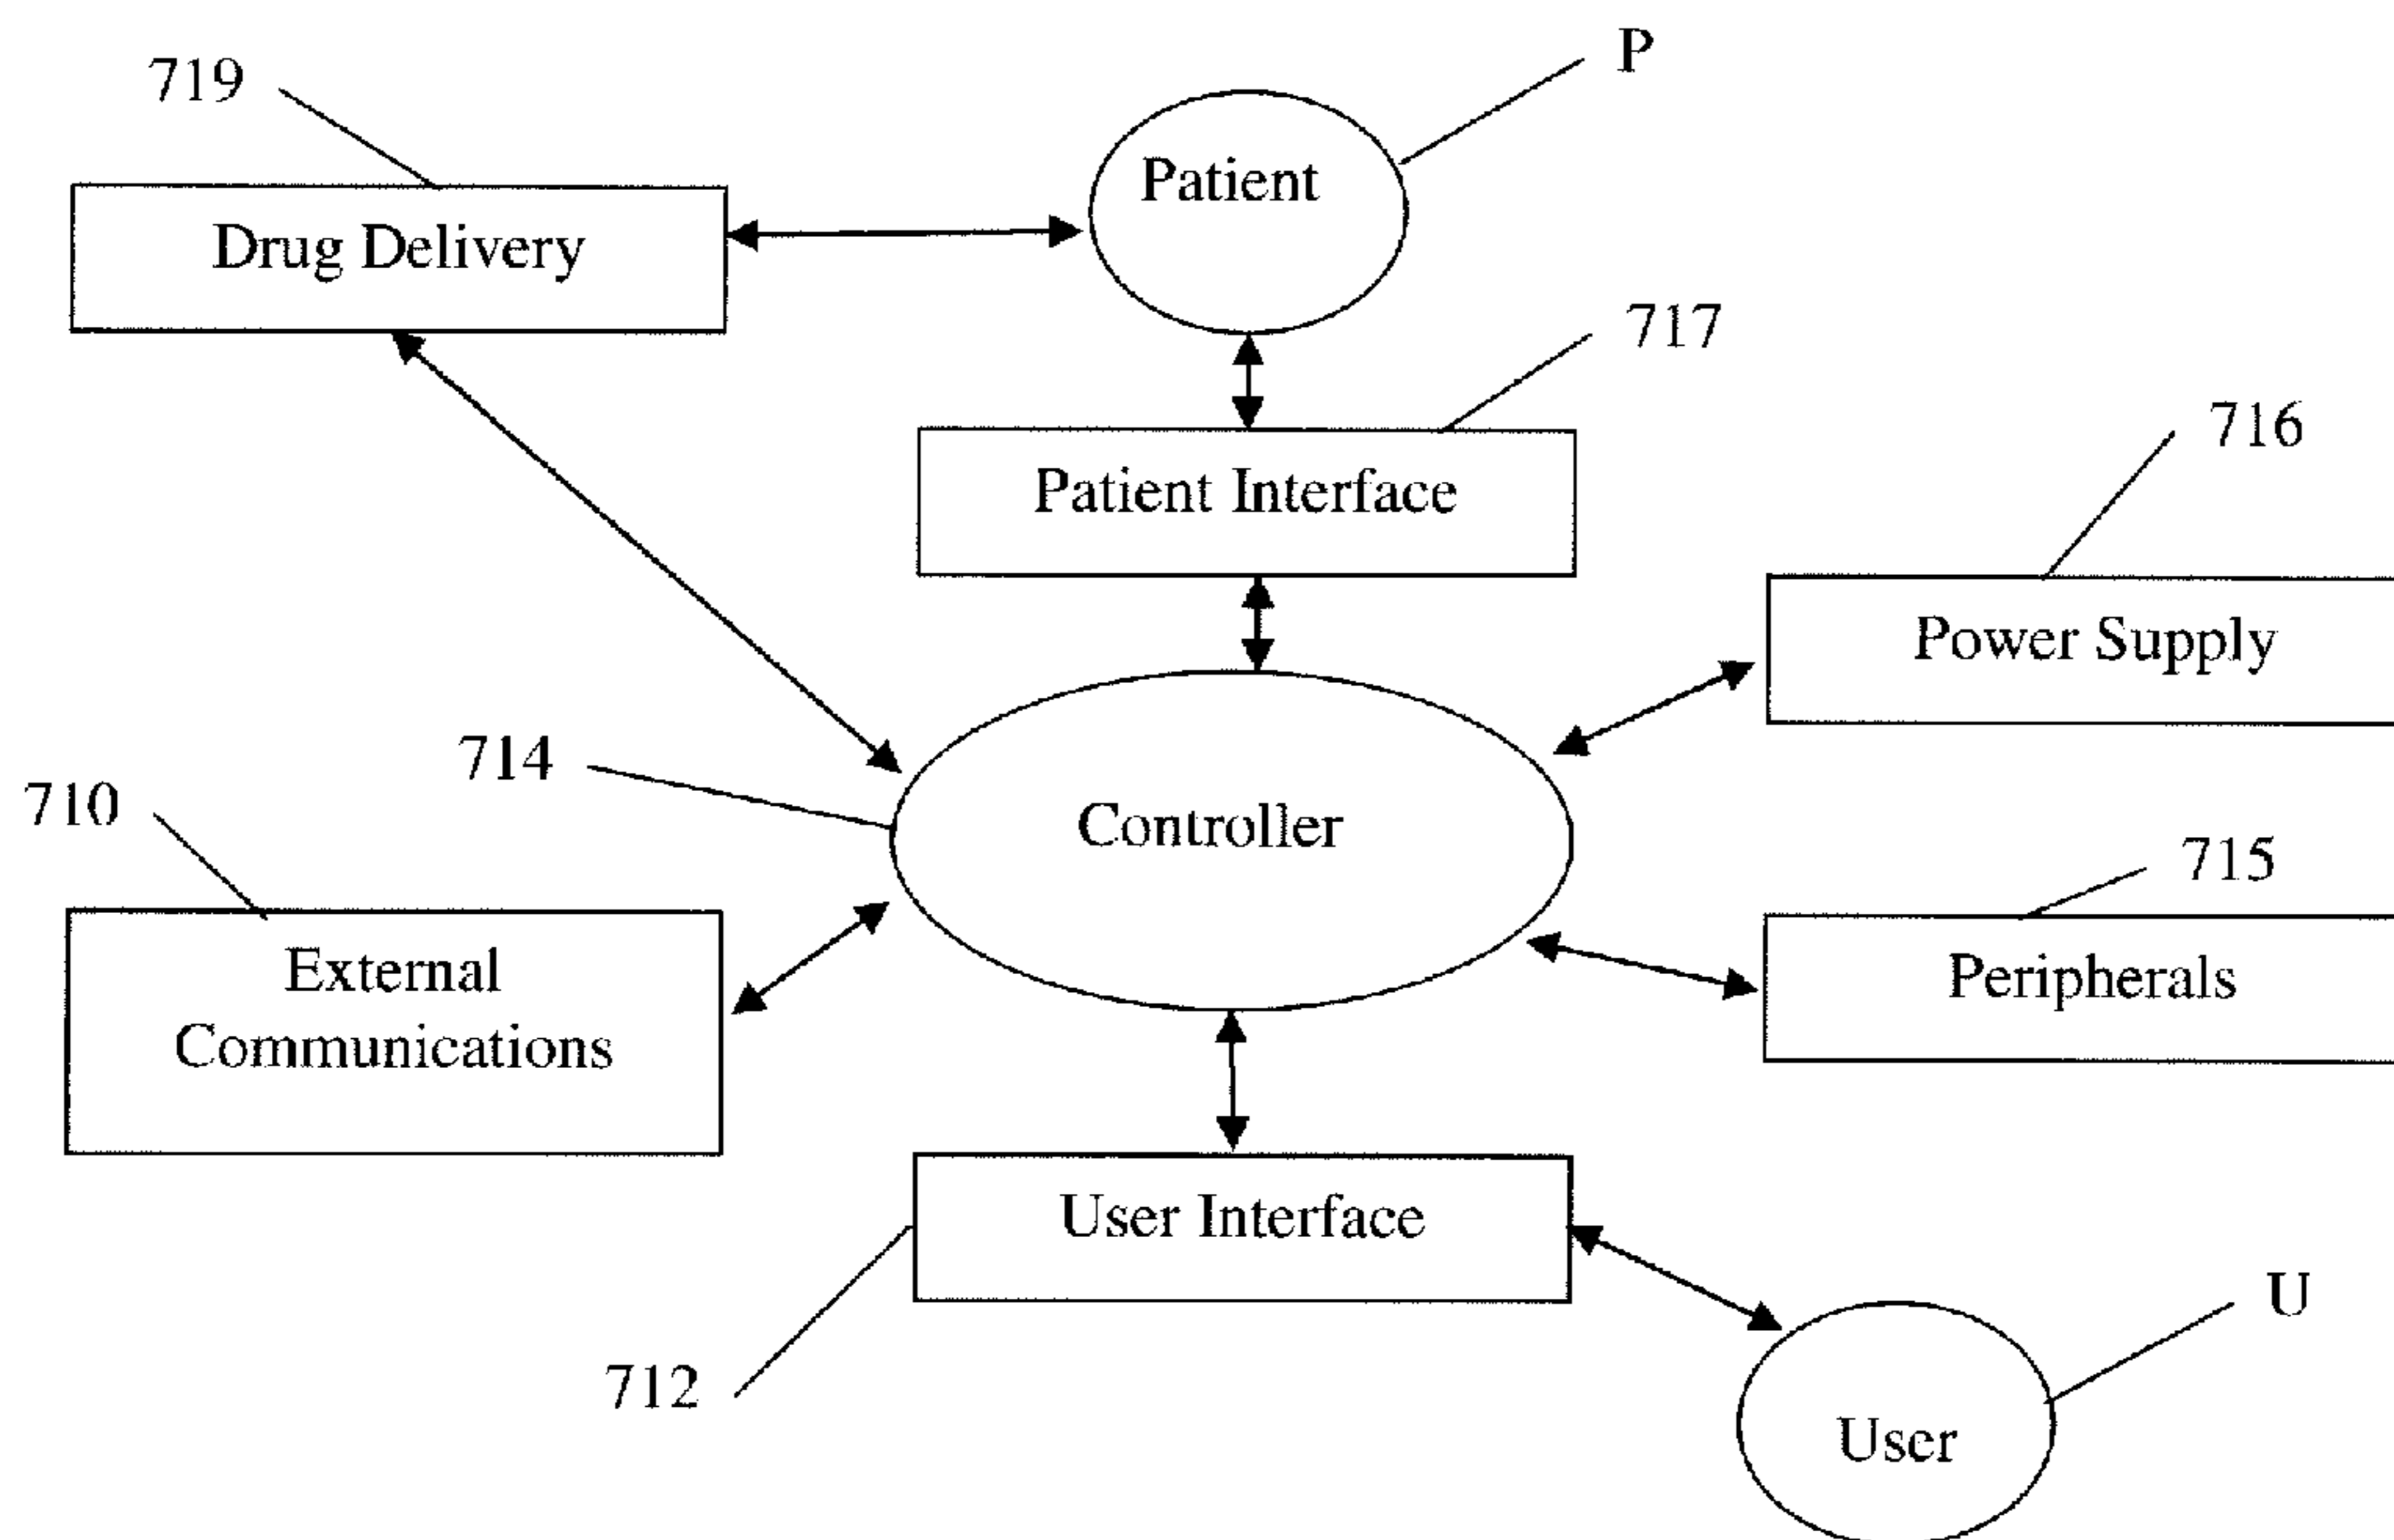 P
719
Patient
Drug Delivery
717
716
Patient Interface
Power Supply
714
710
Controller
715
External
Communications
Peripherals
User Interface
U
712
User